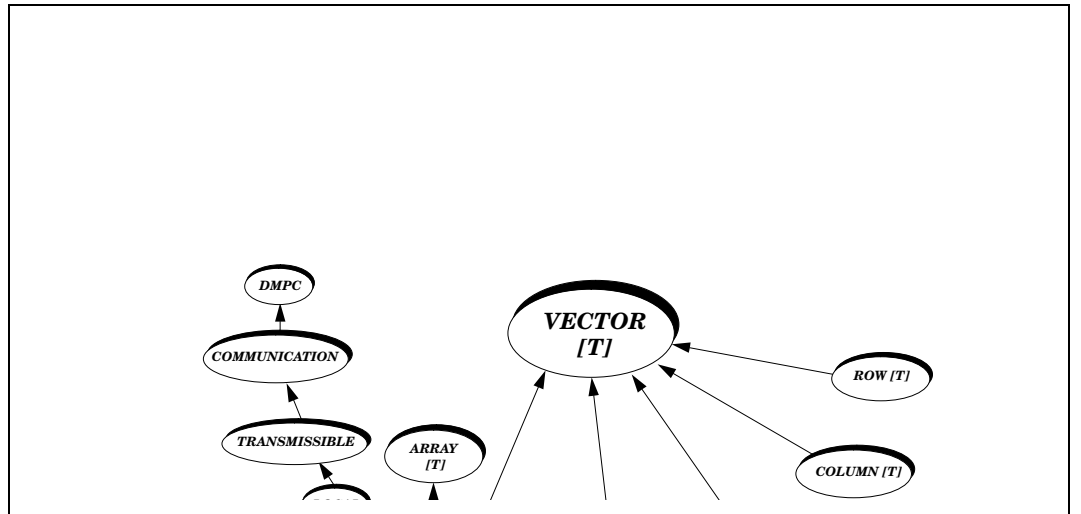 DMPC
VECTOR
[T]
COMMUNICATION
ROW [T]
TRANSMISSIBLE
ARRAY
[T]
COLUMN [T]